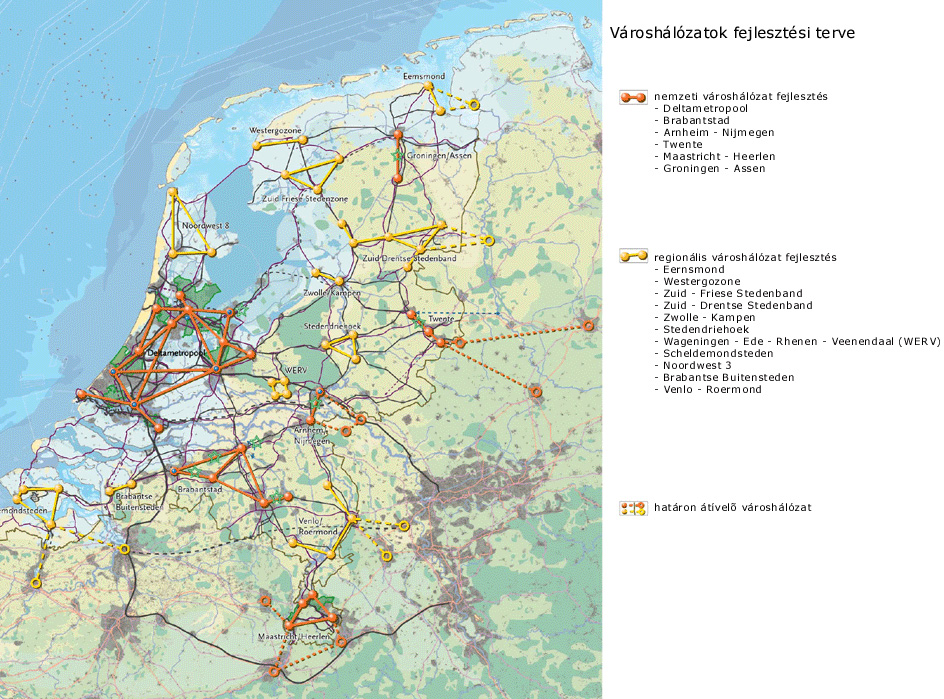 Városhálózatok fejlesztési terve
nemzeti városhálózat fejlesztés
- Deltametropool
- Brabantstad
- Arnheim - Nijmegen
- Twente
- Maastricht - Heerlen
- Groningen - Assen
regionális városhálózat fejlesztés
- Eernsmond
- Westergozone
- Zuid - Friese Stedenband
- Zuid - Drentse Stedenband
- Zwolle - Kampen
- Stedendriehoek
- Wageningen - Ede - Rhenen - Veenendaal (WERV)
- Scheldemondsteden
- Noordwest 3
- Brabantse Buitensteden
- Venlo - Roermond
határon átívelő városhálózat
Eemsmond
Westergozone
Groningen/Assen
Zuid Friese Stedenzone
Noordwest 8
Zuid Drentse Stedenband
Zwolle/Kampen
Twente
Stedendriehoek
Deltametropool
WERV
Arnhem
Nijmegen
Brabantstad
Brabantse
Buitensteden
emondsteden
Venlo
Roermond
Maastricht/Heerlen